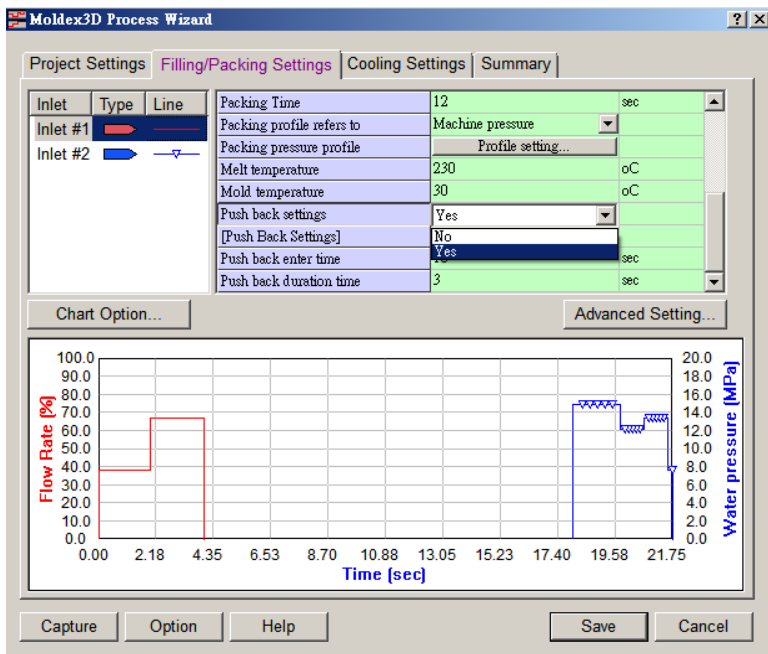 Moldex3D Process Wizard
Project Settings Filling/Packing Settings Cooling Settings Summary
Inlet Type Line
Inlet #1
Inlet #2
Packing Time 12 sec
Packing profile refers to Machine pressure
Packing pressure profile Profile setting...
Melt temperature 230 oC
Mold temperature 30 oC
Push back settings Yes
[Push Back Settings] No
Yes
Push back enter time sec
Push back duration time 3 sec
Chart Option... Advanced Setting...
100.0 20.0
90.0 18.0
80.0 16.0
70.0 14.0
60.0 12.0
50.0 10.0
40.0 8.0
30.0 6.0
20.0 4.0
10.0 2.0
0.0 0.0
Flow Rate (%)
Water pressure (MPa)
0.00 2.18 4.35 6.53 8.70 10.88 13.05 15.23 17.40 19.58 21.75
Time (sec)
Capture Option Help Save Cancel